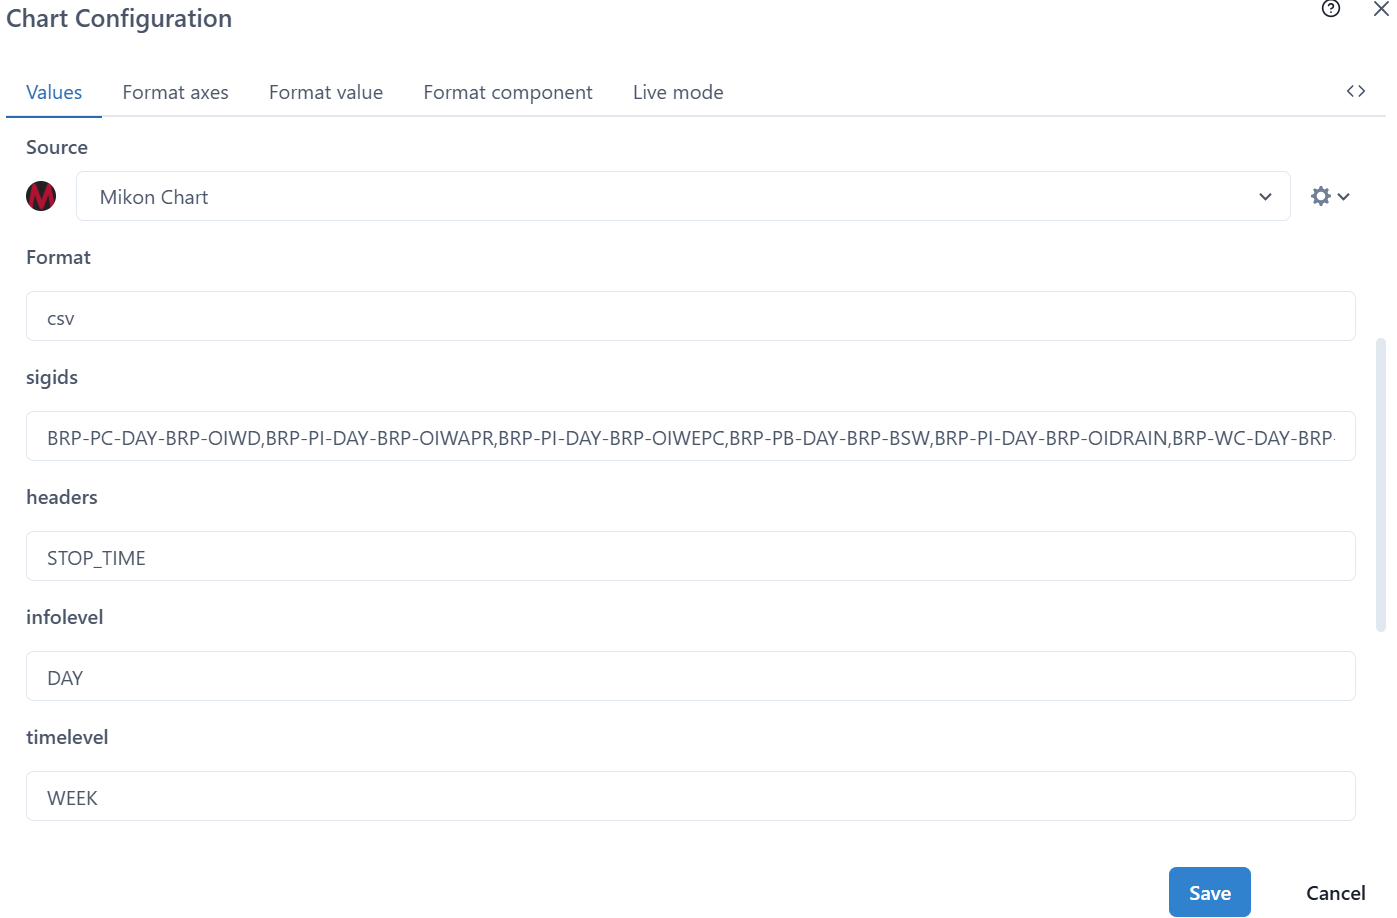 Chart Configuration
Values Format axes Format value Format component Live mode
Source
Mikon Chart
Format
csv
sigids
BRP-PC-DAY-BRP-OIWD,BRP-PI-DAY-BRP-OIWAPR,BRP-PI-DAY-BRP-OIWEPC,BRP-PB-DAY-BRP-BSW,BRP-PI-DAY-BRP-OIDRAIN,BRP-WC-DAY-BRP-
headers
STOP_TIME
infolevel
DAY
timelevel
WEEK
Save Cancel